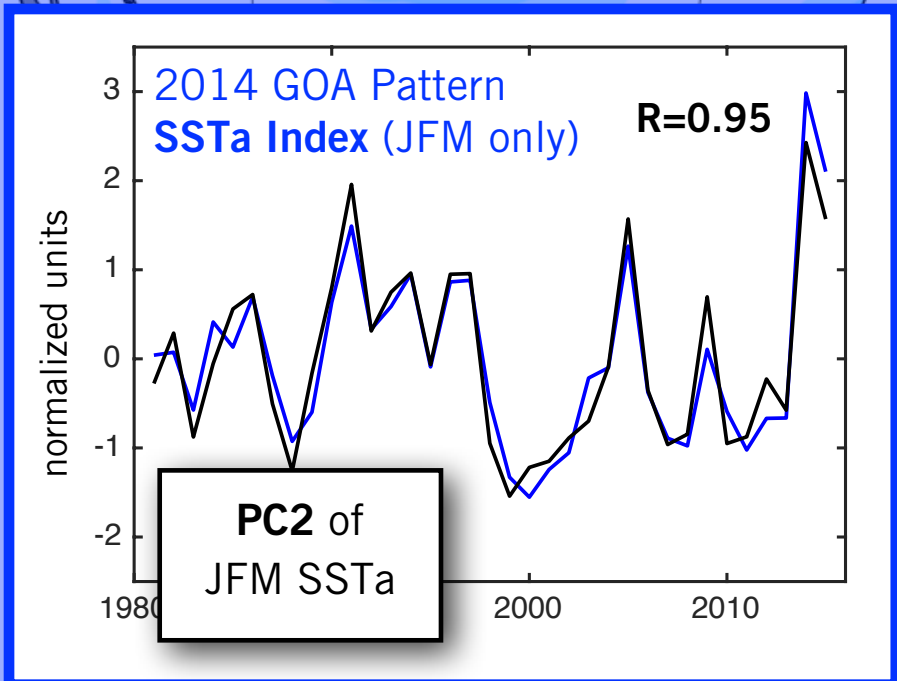 2014 GOA Pattern
SSTa Index (JFM only)
R=0.95
normalized units
3
2
1
0
-1
-2
PC2 of
JFM SSTa
1980
2000
2010